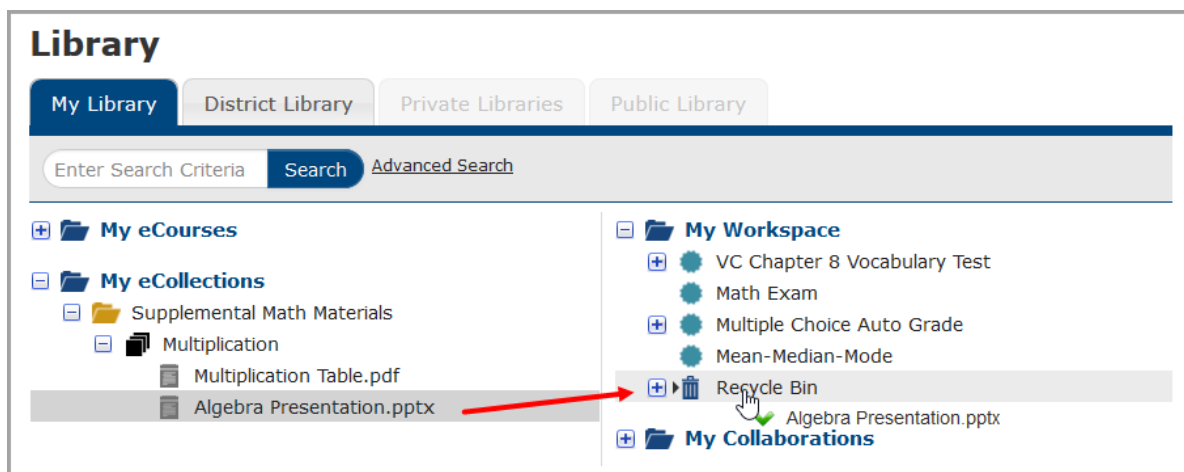 Library
My Library
District Library
Private Libraries
Public Library
Enter Search Criteria
Search
Advanced Search
My eCourses
My eCollections
Supplemental Math Materials
Multiplication
Multiplication Table.pdf
Algebra Presentation.pptx
My Workspace
VC Chapter 8 Vocabulary Test
Math Exam
Multiple Choice Auto Grade
Mean-Median-Mode
Recycle Bin
Algebra Presentation.pptx
My Collaborations